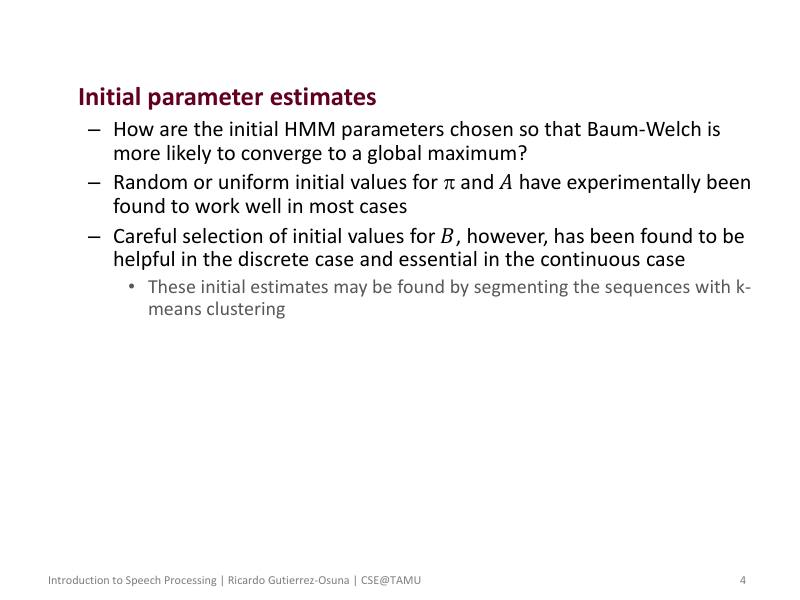 Initial parameter estimates
– How are the initial HMM parameters chosen so that Baum-Welch is
more likely to converge to a global maximum?
– Random or uniform initial values for π and A have experimentally been
found to work well in most cases
– Careful selection of initial values for B, however, has been found to be
helpful in the discrete case and essential in the continuous case
• These initial estimates may be found by segmenting the sequences with k-
means clustering
Introduction to Speech Processing | Ricardo Gutierrez-Osuna | CSE@TAMU 4